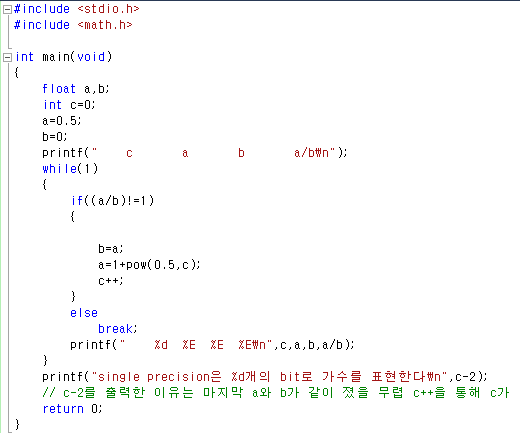 #include <stdio.h>
#include <math.h>
int main(void)
{
float a,b;
int c=0;
a=0.5;
b=0;
printf("    c       a       b       a/b₩n");
while(1)
{
if((a/b)!=1)
{
b=a;
a=1+pow(0.5,c);
c++;
}
else
break;
printf("    %d  %E  %E  %E₩n",c,a,b,a/b);
}
printf("single precision은 %d개의 bit로 가수를 표현한다₩n",c-2);
// c-2를 출력한 이유는 마지막 a와 b가 같이 졌을 무렵 c++을 통해 c가
return 0;
}